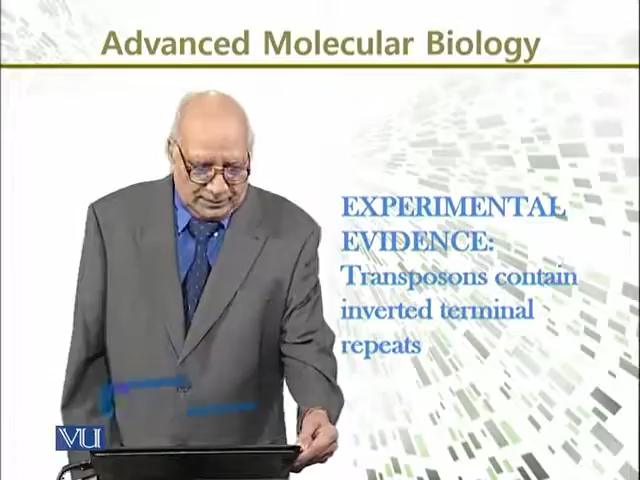 Advanced Molecular Biology
EXPERIMENTAL
EVIDENCE:
Transposons contain
inverted terminal
repeats
VU